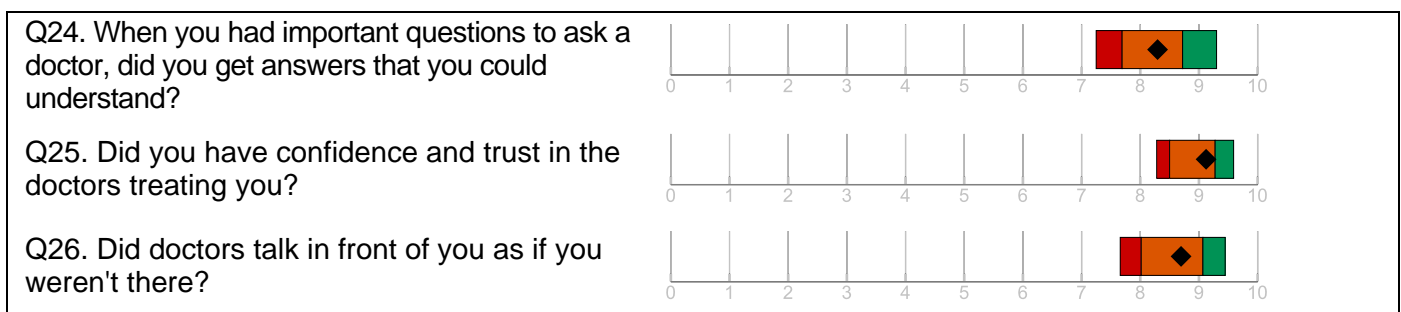 Q24. When you had important questions to ask a
doctor, did you get answers that you could
understand?
0 1 2 3 4 5 6 7 8 9 10
Q25. Did you have confidence and trust in the
doctors treating you?
0 1 2 3 4 5 6 7 8 9 10
Q26. Did doctors talk in front of you as if you
weren't there?
0 1 2 3 4 5 6 7 8 9 10